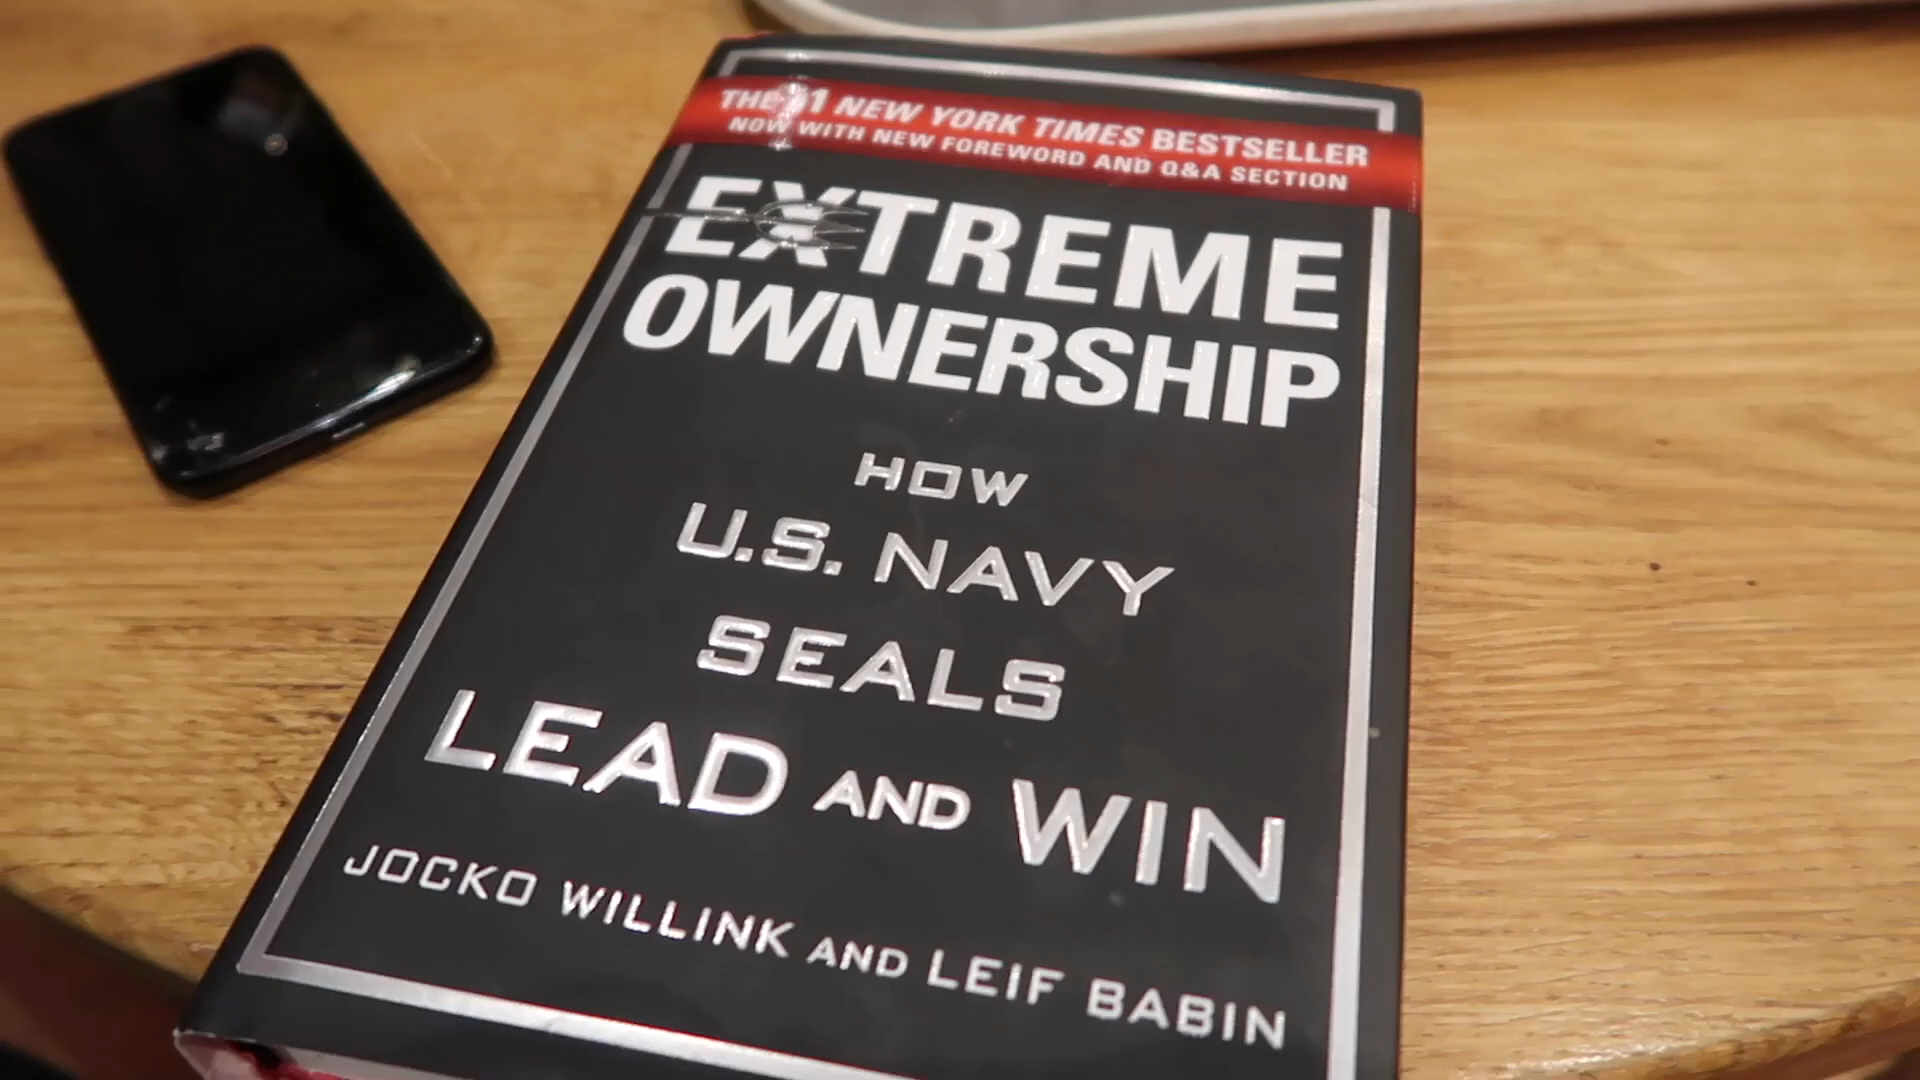 THE #1 NEW YORK TIMES BESTSELLER
NOW WITH NEW FOREWORD AND Q&A SECTION
EXTREME
OWNERSHIP
HOW
U.S. NAVY
SEALS
LEAD AND WIN
JOCKO WILLINK AND LEIF BABIN